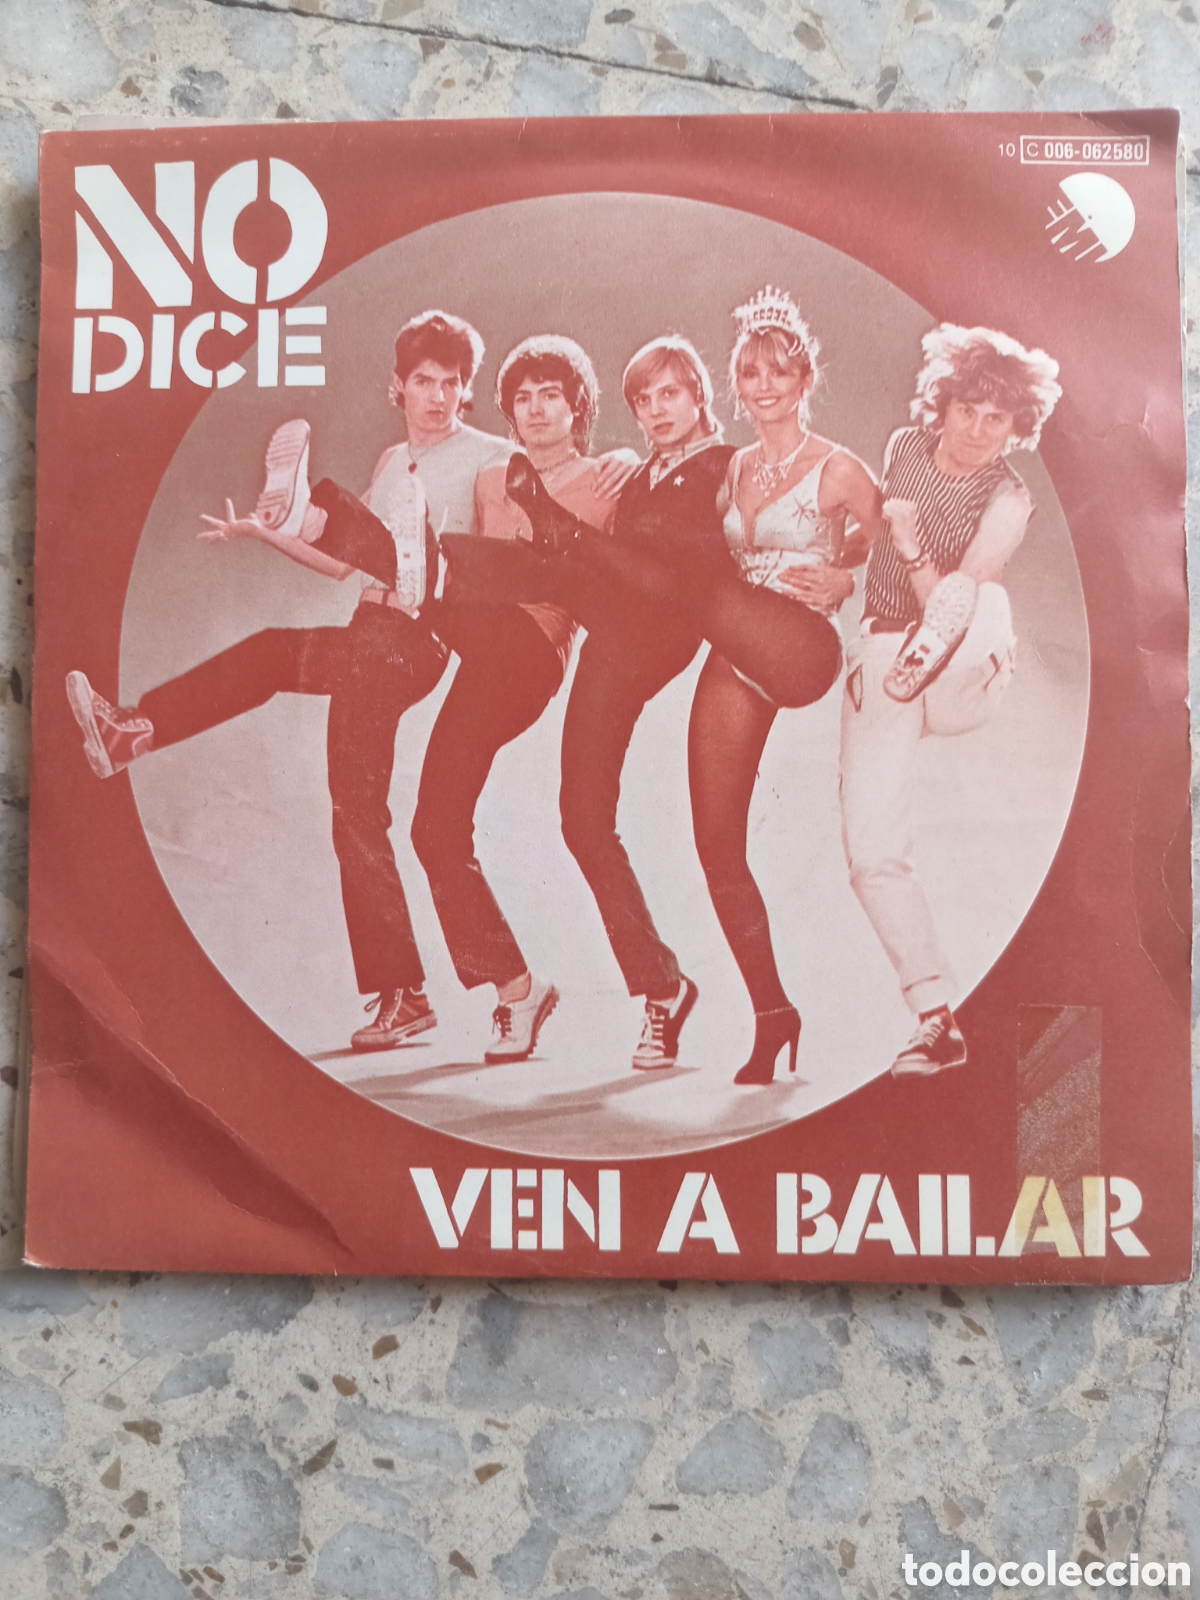 NO
DICE
10 C 006-062580
EMI
VEN A BAILAR
todocoleccion